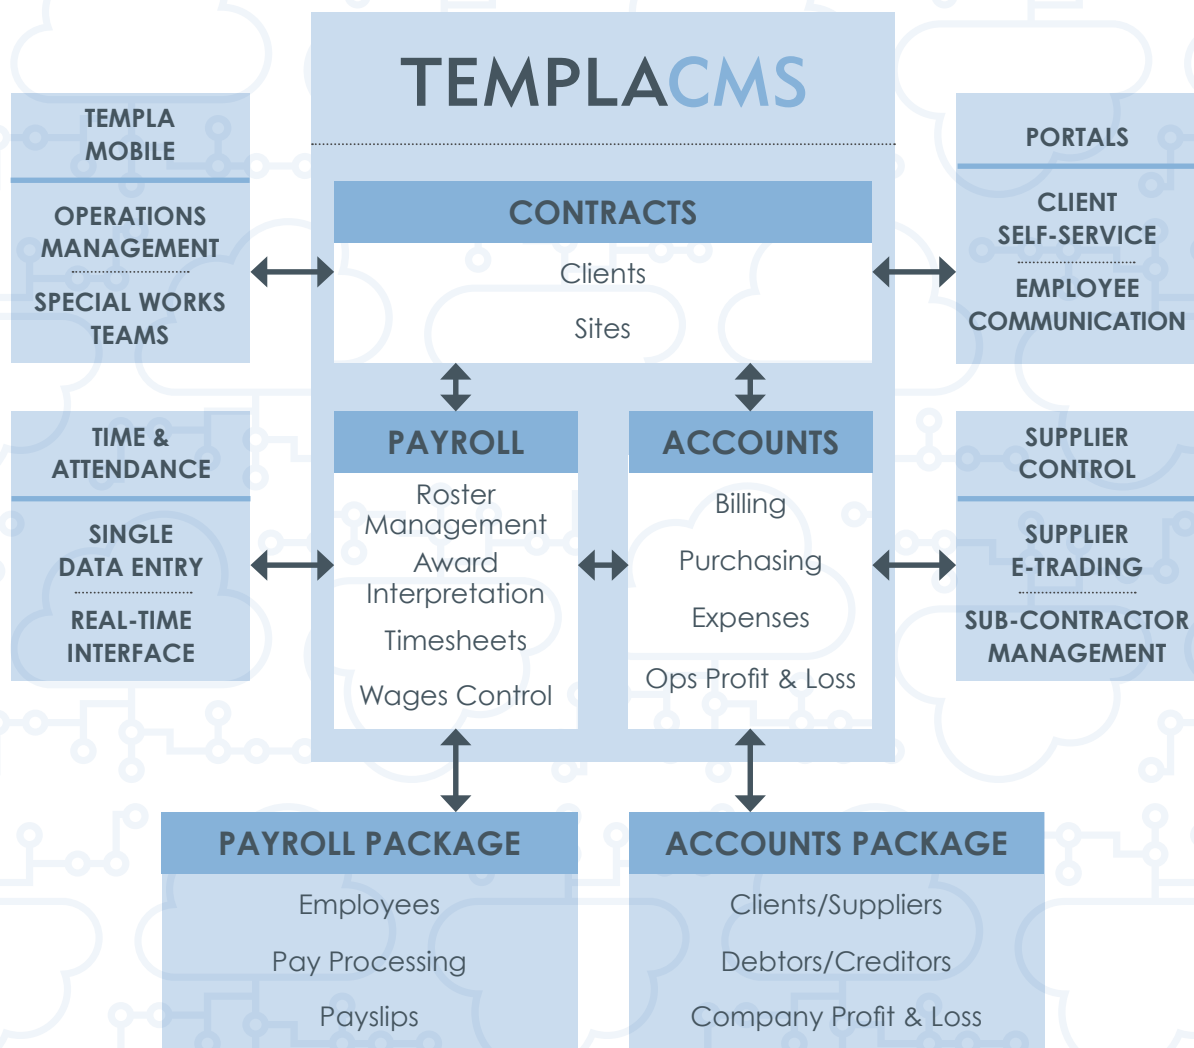 TEMPLACMS
TEMPLA
MOBILE
OPERATIONS
MANAGEMENT
SPECIAL WORKS
TEAMS
CONTRACTS
Clients
Sites
PORTALS
CLIENT
SELF-SERVICE
EMPLOYEE
COMMUNICATION
TIME &
ATTENDANCE
SINGLE
DATA ENTRY
REAL-TIME
INTERFACE
PAYROLL
Roster
Management
Award
Interpretation
Timesheets
Wages Control
ACCOUNTS
Billing
Purchasing
Expenses
Ops Profit & Loss
SUPPLIER
CONTROL
SUPPLIER
E-TRADING
SUB-CONTRACTOR
MANAGEMENT
PAYROLL PACKAGE
Employees
Pay Processing
Payslips
ACCOUNTS PACKAGE
Clients/Suppliers
Debtors/Creditors
Company Profit & Loss